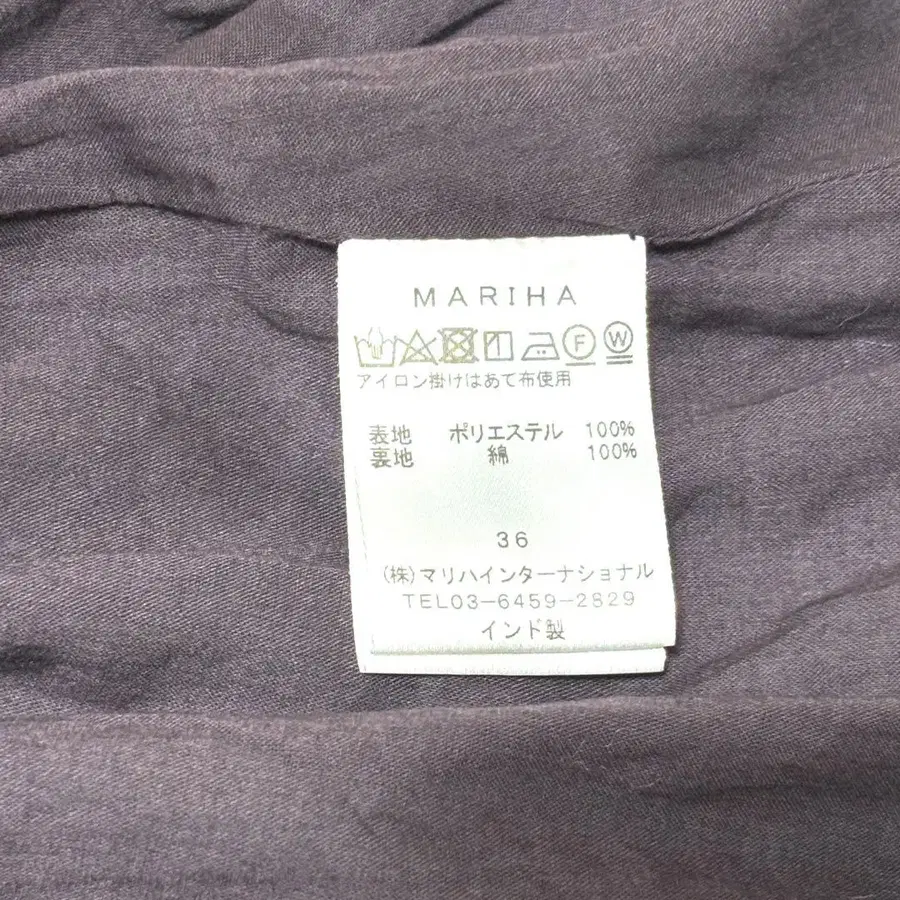 MARIHA
F W
アイロン掛けはあて布使用
表地 ポリエステル 100%
裏地 綿 100%
36
(株)マリハインターナショナル
TEL03-6459-2829
インド製